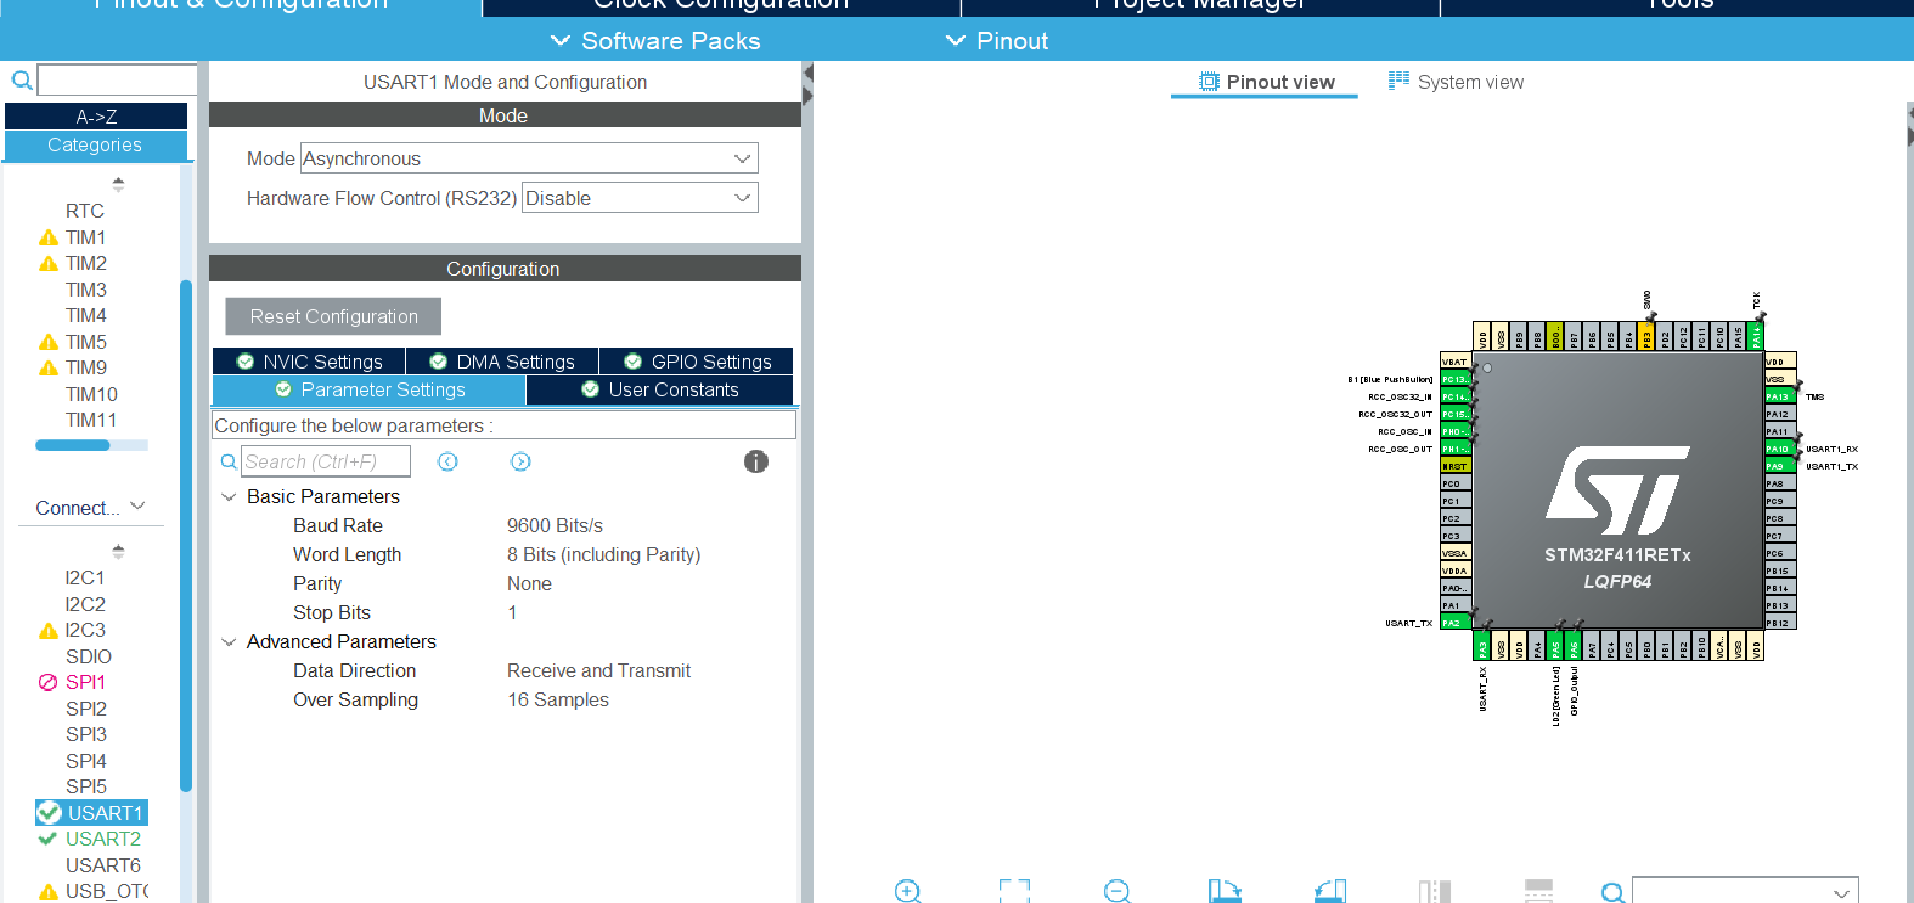 Pinout & Configuration
Clock Configuration
Project Manager
Tools
Software Packs
Pinout
A->Z
Categories
RTC
TIM1
TIM2
TIM3
TIM4
TIM5
TIM9
TIM10
TIM11
Connect...
I2C1
I2C2
I2C3
SDIO
SPI1
SPI2
SPI3
SPI4
SPI5
USART1
USART2
USART6
USB_OTG
USART1 Mode and Configuration
Mode
Mode Asynchronous
Hardware Flow Control (RS232) Disable
Configuration
Reset Configuration
NVIC Settings
DMA Settings
GPIO Settings
Parameter Settings
User Constants
Configure the below parameters :
Search (Ctrl+F)
Basic Parameters
Baud Rate 9600 Bits/s
Word Length 8 Bits (including Parity)
Parity None
Stop Bits 1
Advanced Parameters
Data Direction Receive and Transmit
Over Sampling 16 Samples
Pinout view
System view
SWO
TCK
VDD
VSS
PB9
PB8
BOO..
PB7
PB6
PB5
PB4
PB3
PD2
PC12
PC11
PC10
PA15
PA14
VBAT
B1 [Blue PushButton] PC13..
RCC_OSC32_IN PC14..
RCC_OSC32_OUT PC15..
RCC_OSC_IN PH0-..
RCC_OSC_OUT PH1-..
NRST
PC0
PC1
PC2
PC3
VSSA
VDDA
PA0-..
PA1
USART_TX PA2
VDD
VSS
PA13 TMS
PA12
PA11
PA10 USART1_RX
PA9 USART1_TX
PA8
PC9
PC8
PC7
PC6
PB15
PB14
PB13
PB12
ST
STM32F411RETx
LQFP64
PA3
VSS
VDD
PA4
PA5
PA6
PA7
PC4
PC5
PB0
PB1
PB2
PB10
VCA..
VSS
VDD
USART_RX
LD2 [Green Led]
GPIO_Output